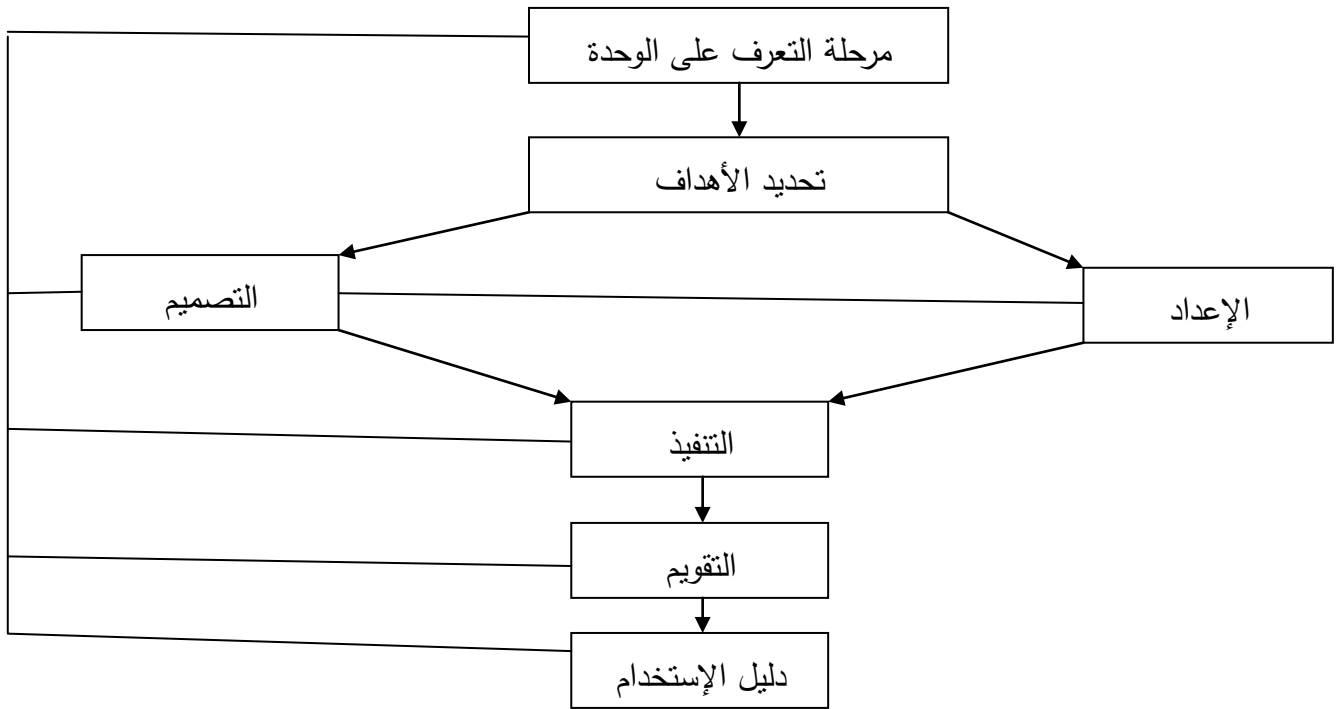 مرحلة التعرف على الوحدة
تحديد الأهداف
الإعداد
التصميم
التنفيذ
التقويم
دليل الإستخدام